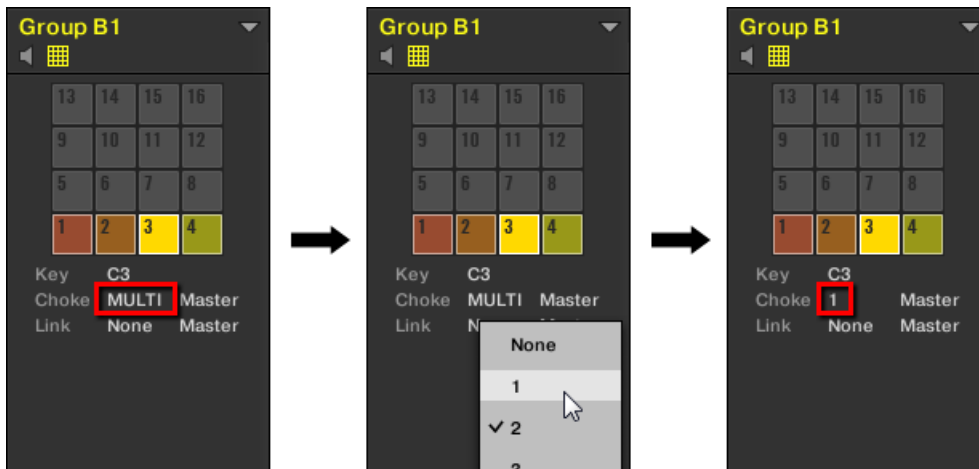 Group B1
13 14 15 16
9 10 11 12
5 6 7 8
1 2 3 4
Key C3
Choke MULTI Master
Link None Master
Group B1
13 14 15 16
9 10 11 12
5 6 7 8
1 2 3 4
Key C3
Choke MULTI Master
Link
None
1
2
Group B1
13 14 15 16
9 10 11 12
5 6 7 8
1 2 3 4
Key C3
Choke 1 Master
Link None Master